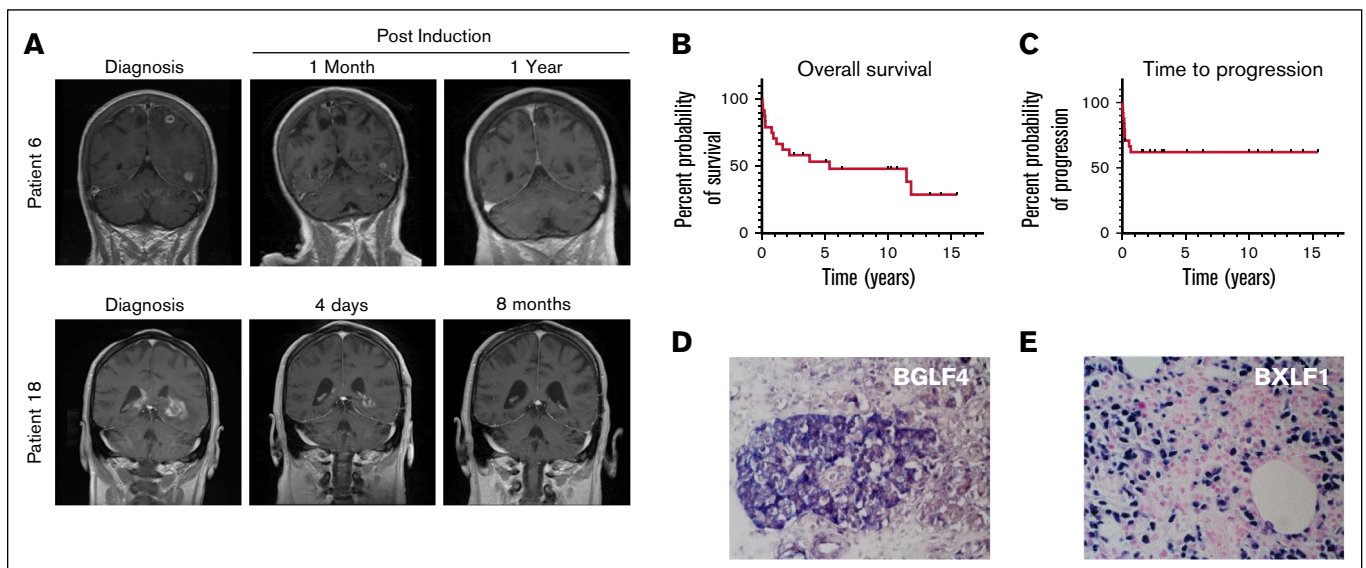 A
Post Induction
Diagnosis
1 Month
1 Year
Patient 6
Diagnosis
4 days
8 months
Patient 18
B
Overall survival
Percent probability
of survival
100
50
0
0
5
10
15
Time (years)
C
Time to progression
Percent probability
of progression
100
50
0
0
5
10
15
Time (years)
D
BGLF4
E
BXLF1